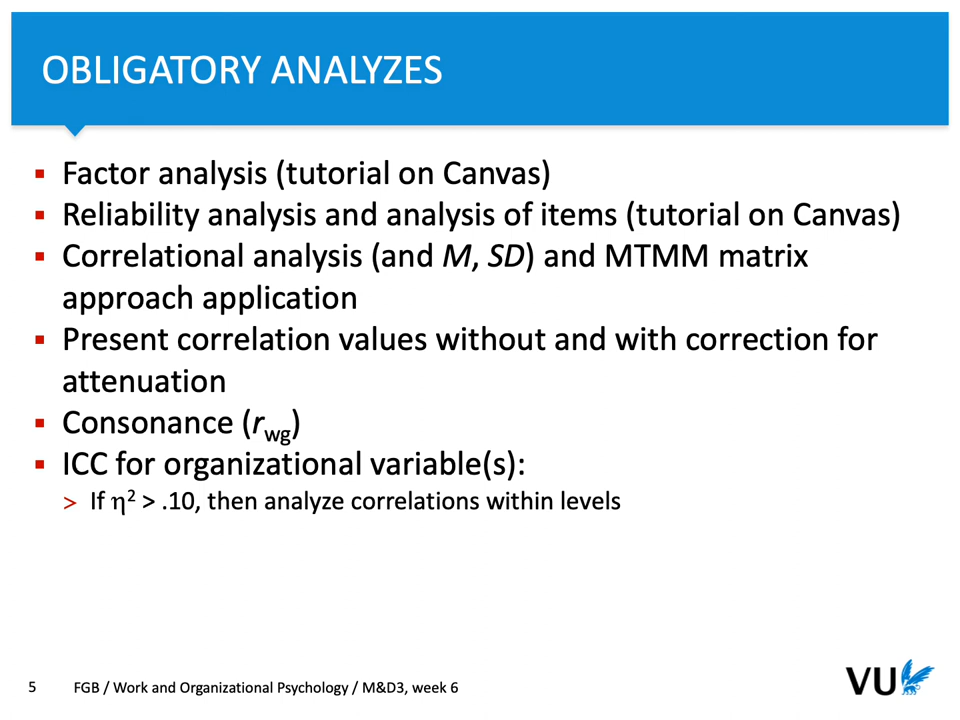 OBLIGATORY ANALYZES
▪ Factor analysis (tutorial on Canvas)
▪ Reliability analysis and analysis of items (tutorial on Canvas)
▪ Correlational analysis (and M, SD) and MTMM matrix
approach application
▪ Present correlation values without and with correction for
attenuation
▪ Consonance (rwg)
▪ ICC for organizational variable(s):
> If η² > .10, then analyze correlations within levels
5 FGB / Work and Organizational Psychology / M&D3, week 6
VU